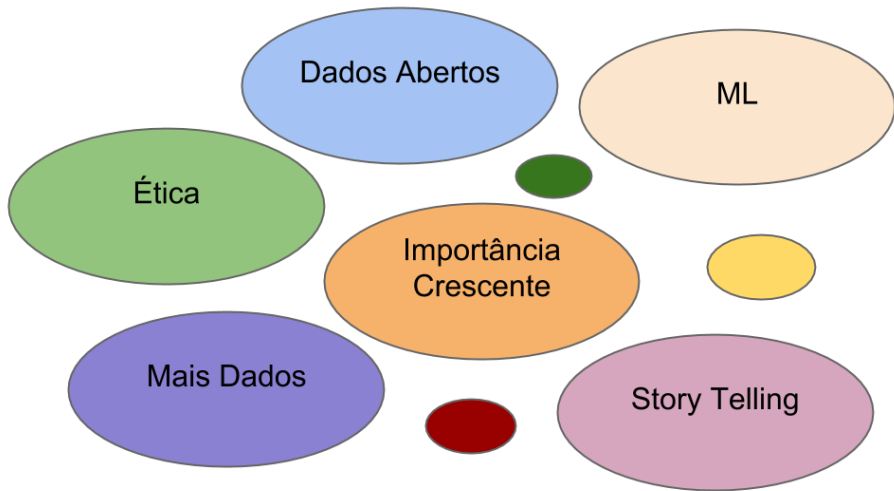 Dados Abertos
ML
Ética
Importância
Crescente
Mais Dados
Story Telling